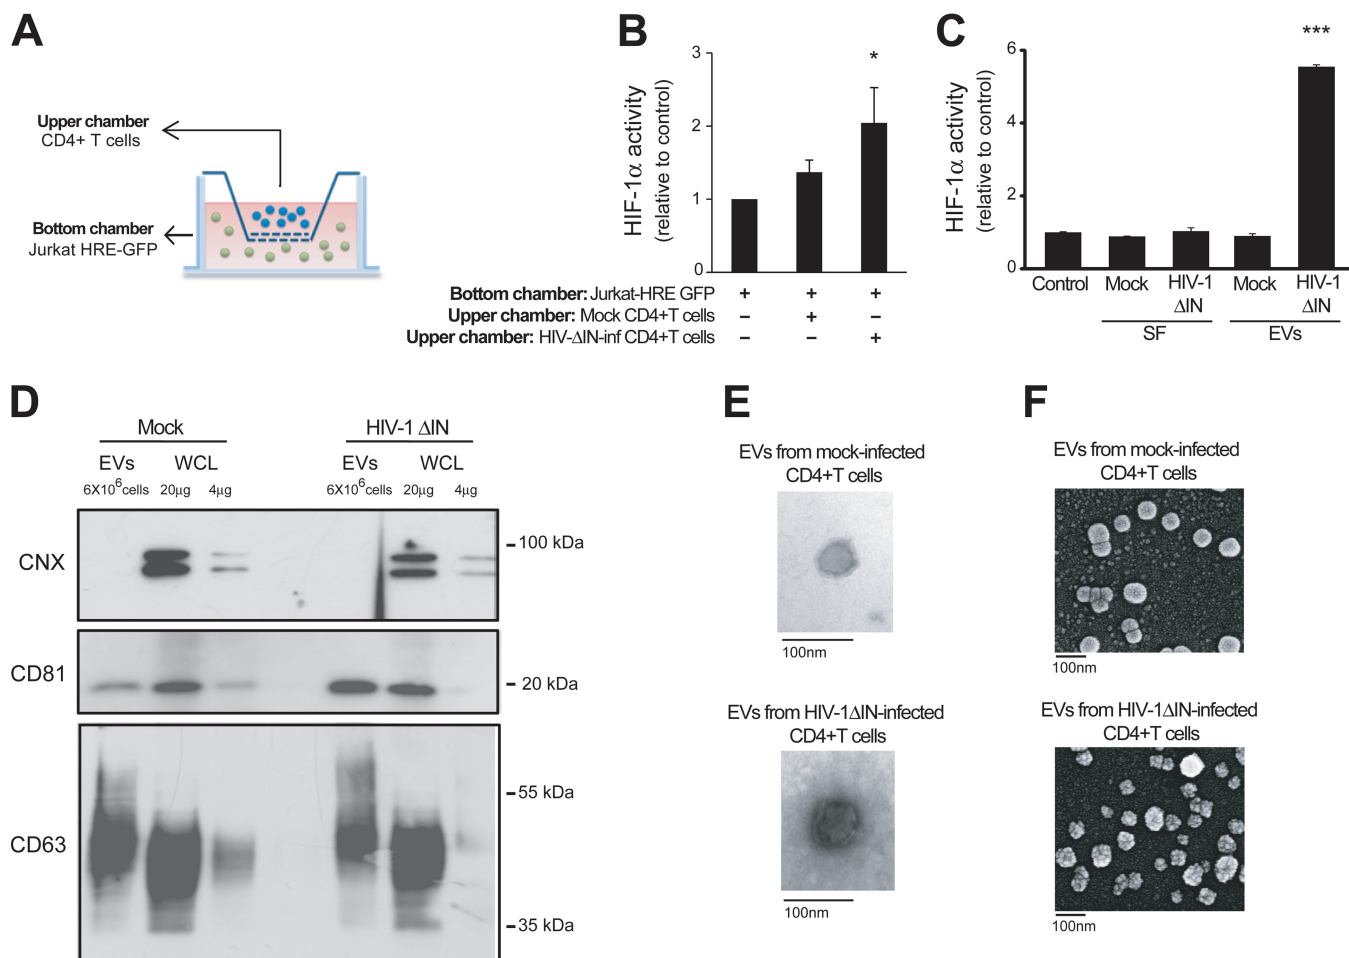 A
Upper chamber
CD4+ T cells
Bottom chamber
Jurkat HRE-GFP
B
HIF-1α activity
(relative to control)
3
2
1
0
*
Bottom chamber: Jurkat-HRE GFP + + +
Upper chamber: Mock CD4+T cells – + –
Upper chamber: HIV-ΔIN-inf CD4+T cells – – +
C
HIF-1α activity
(relative to control)
6
4
2
0
***
Control Mock HIV-1 Mock HIV-1
ΔIN ΔIN
SF EVs
D
Mock HIV-1 ΔIN
EVs WCL EVs WCL
6X10⁶cells 20µg 4µg 6X10⁶cells 20µg 4µg
CNX
100 kDa
CD81
20 kDa
CD63
55 kDa
35 kDa
E
EVs from mock-infected
CD4+T cells
100nm
EVs from HIV-1ΔIN-infected
CD4+T cells
100nm
F
EVs from mock-infected
CD4+T cells
100nm
EVs from HIV-1ΔIN-infected
CD4+T cells
100nm